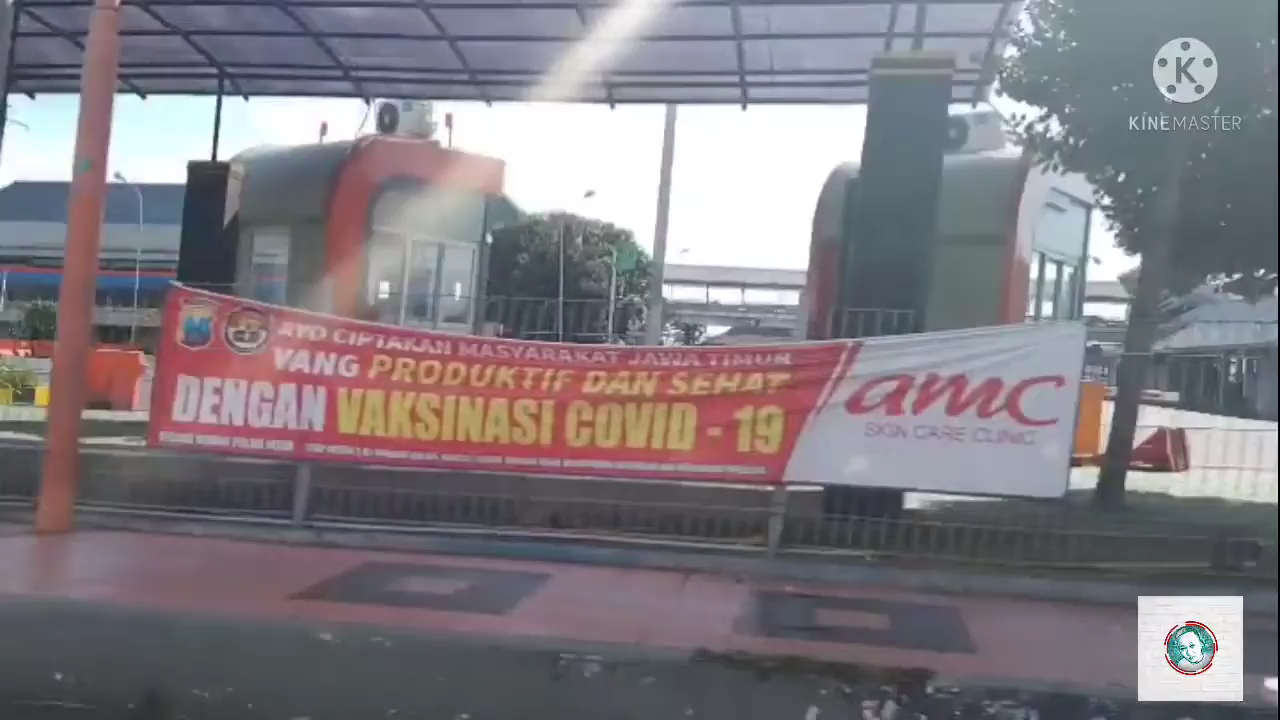 KINEMASTER
AYO CIPTAKAN MASYARAKAT JAWA TIMUR
YANG PRODUKTIF DAN SEHAT
DENGAN VAKSINASI COVID - 19
amc
SKIN CARE CLINIC